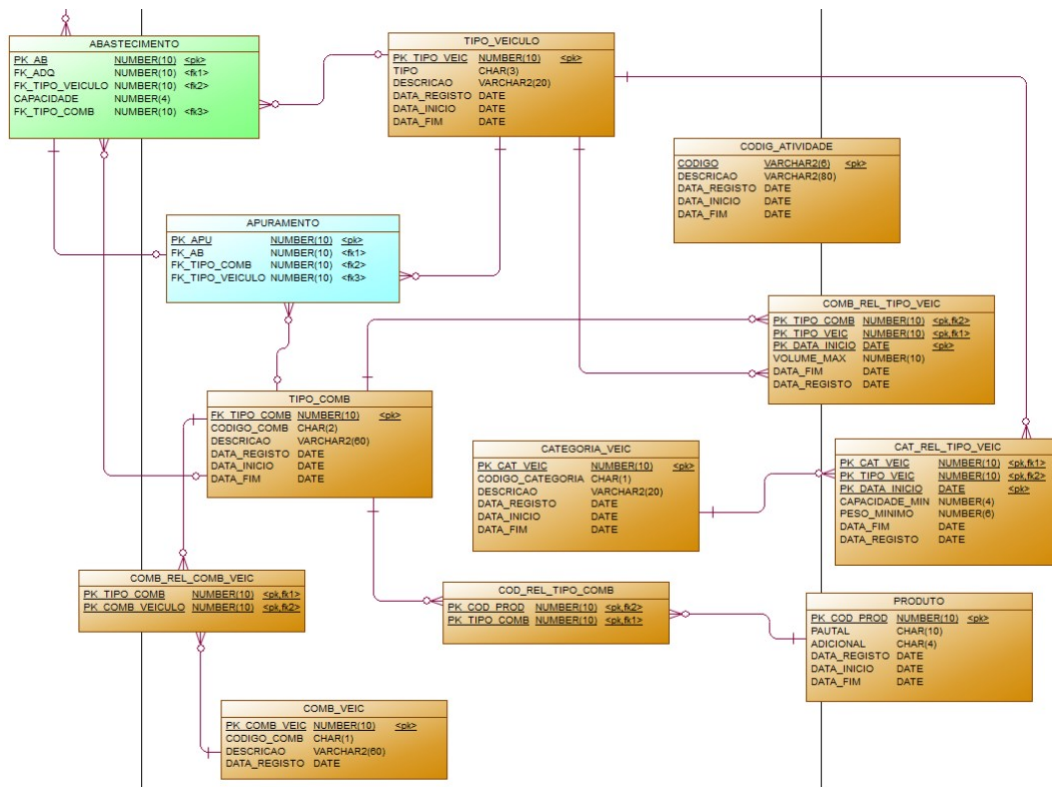 ABASTECIMENTO
PK_AB NUMBER(10) <pk>
FK_ADQ NUMBER(10) <fk1>
FK_TIPO_VEICULO NUMBER(10) <fk2>
CAPACIDADE NUMBER(4)
FK_TIPO_COMB NUMBER(10) <fk3>
TIPO_VEICULO
PK_TIPO_VEIC NUMBER(10) <pk>
TIPO CHAR(3)
DESCRICAO VARCHAR2(20)
DATA_REGISTO DATE
DATA_INICIO DATE
DATA_FIM DATE
CODIG_ATIVIDADE
CODIGO VARCHAR2(6) <pk>
DESCRICAO VARCHAR2(80)
DATA_REGISTO DATE
DATA_INICIO DATE
DATA_FIM DATE
APURAMENTO
PK_APU NUMBER(10) <pk>
FK_AB NUMBER(10) <fk1>
FK_TIPO_COMB NUMBER(10) <fk2>
FK_TIPO_VEICULO NUMBER(10) <fk3>
COMB_REL_TIPO_VEIC
PK_TIPO_COMB NUMBER(10) <pk,fk2>
PK_TIPO_VEIC NUMBER(10) <pk,fk1>
PK_DATA_INICIO DATE <pk>
VOLUME_MAX NUMBER(10)
DATA_FIM DATE
DATA_REGISTO DATE
TIPO_COMB
FK_TIPO_COMB NUMBER(10) <pk>
CODIGO_COMB CHAR(2)
DESCRICAO VARCHAR2(60)
DATA_REGISTO DATE
DATA_INICIO DATE
DATA_FIM DATE
CATEGORIA_VEIC
PK_CAT_VEIC NUMBER(10) <pk>
CODIGO_CATEGORIA CHAR(1)
DESCRICAO VARCHAR2(20)
DATA_REGISTO DATE
DATA_INICIO DATE
DATA_FIM DATE
CAT_REL_TIPO_VEIC
PK_CAT_VEIC NUMBER(10) <pk,fk1>
PK_TIPO_VEIC NUMBER(10) <pk,fk2>
PK_DATA_INICIO DATE <pk>
CAPACIDADE_MIN NUMBER(4)
PESO_MINIMO NUMBER(6)
DATA_FIM DATE
DATA_REGISTO DATE
COMB_REL_COMB_VEIC
PK_TIPO_COMB NUMBER(10) <pk,fk1>
PK_COMB_VEICULO NUMBER(10) <pk,fk2>
COD_REL_TIPO_COMB
PK_COD_PROD NUMBER(10) <pk,fk2>
PK_TIPO_COMB NUMBER(10) <pk,fk1>
PRODUTO
PK_COD_PROD NUMBER(10) <pk>
PAUTAL CHAR(10)
ADICIONAL CHAR(4)
DATA_REGISTO DATE
DATA_INICIO DATE
DATA_FIM DATE
COMB_VEIC
PK_COMB_VEIC NUMBER(10) <pk>
CODIGO_COMB CHAR(1)
DESCRICAO VARCHAR2(60)
DATA_REGISTO DATE